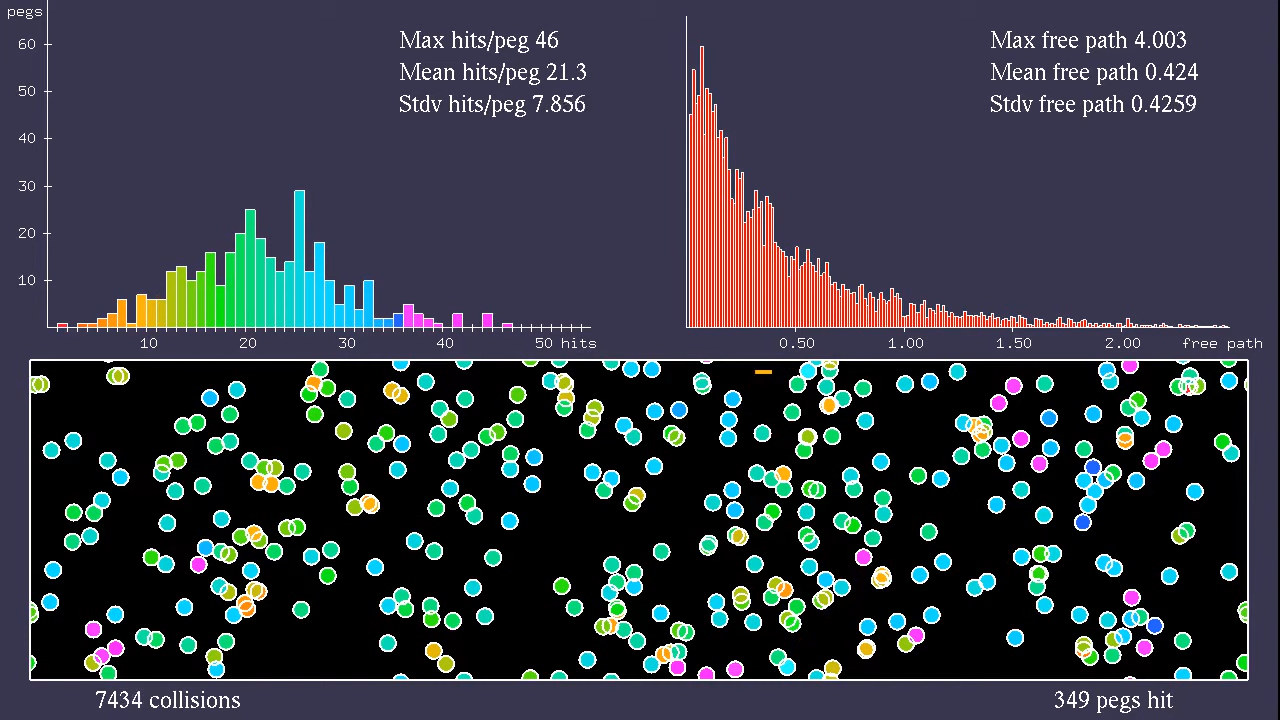 pegs
60
50
40
30
20
10
10 20 30 40 50 hits
Max hits/peg 46
Mean hits/peg 21.3
Stdv hits/peg 7.856
Max free path 4.003
Mean free path 0.424
Stdv free path 0.4259
0.50 1.00 1.50 2.00 free path
7434 collisions
349 pegs hit